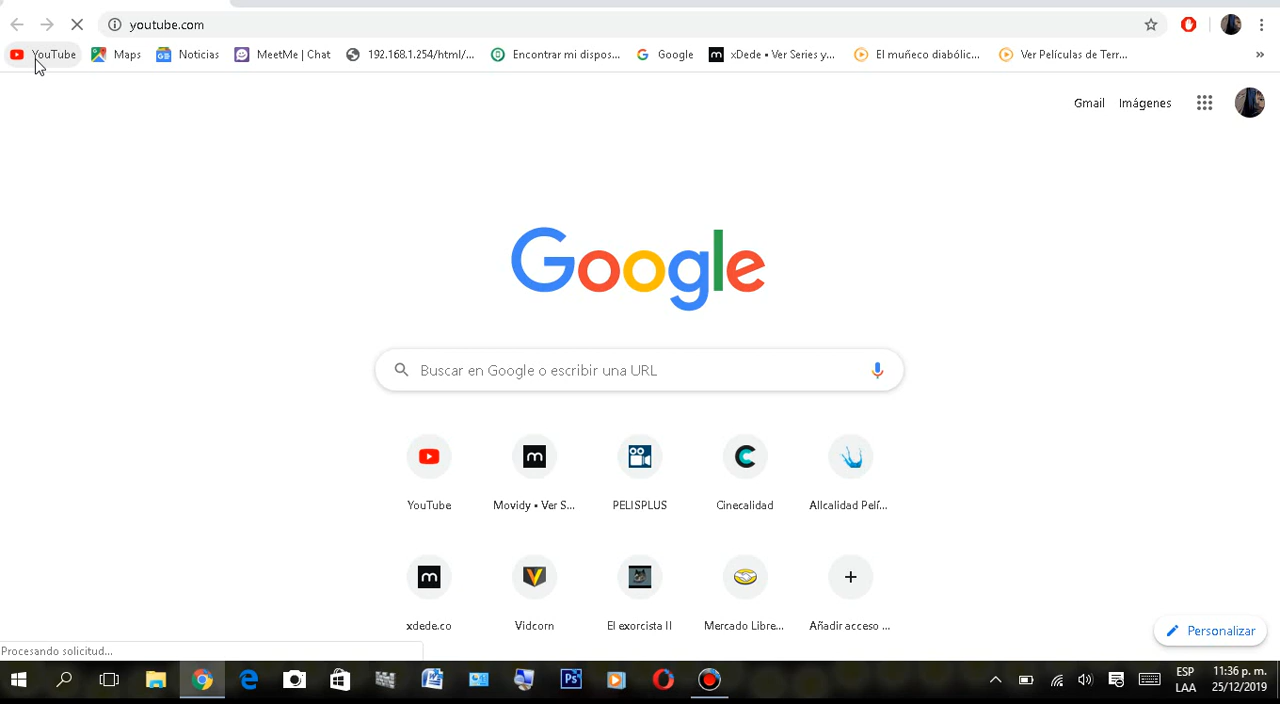 youtube.com
YouTube Maps Noticias MeetMe | Chat 192.168.1.254/html/... Encontrar mi dispos... Google xDede • Ver Series y... El muñeco diabólic... Ver Películas de Terr... »
Gmail Imágenes
Google
Buscar en Google o escribir una URL
YouTube Movidy • Ver S... PELISPLUS Cinecalidad Allcalidad Pelí...
xdede.co Vidcorn El exorcista II Mercado Libre... Añadir acceso ...
Personalizar
Procesando solicitud...
ESP 11:36 p. m.
LAA 25/12/2019